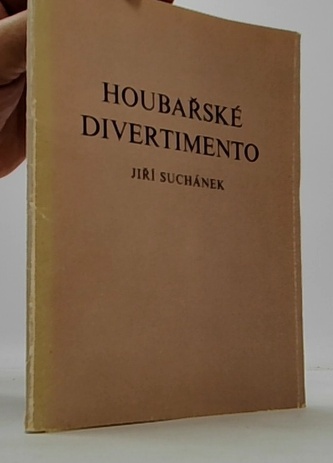 HOUBAŘSKÉ
DIVERTIMENTO
JIŘÍ SUCHÁNEK